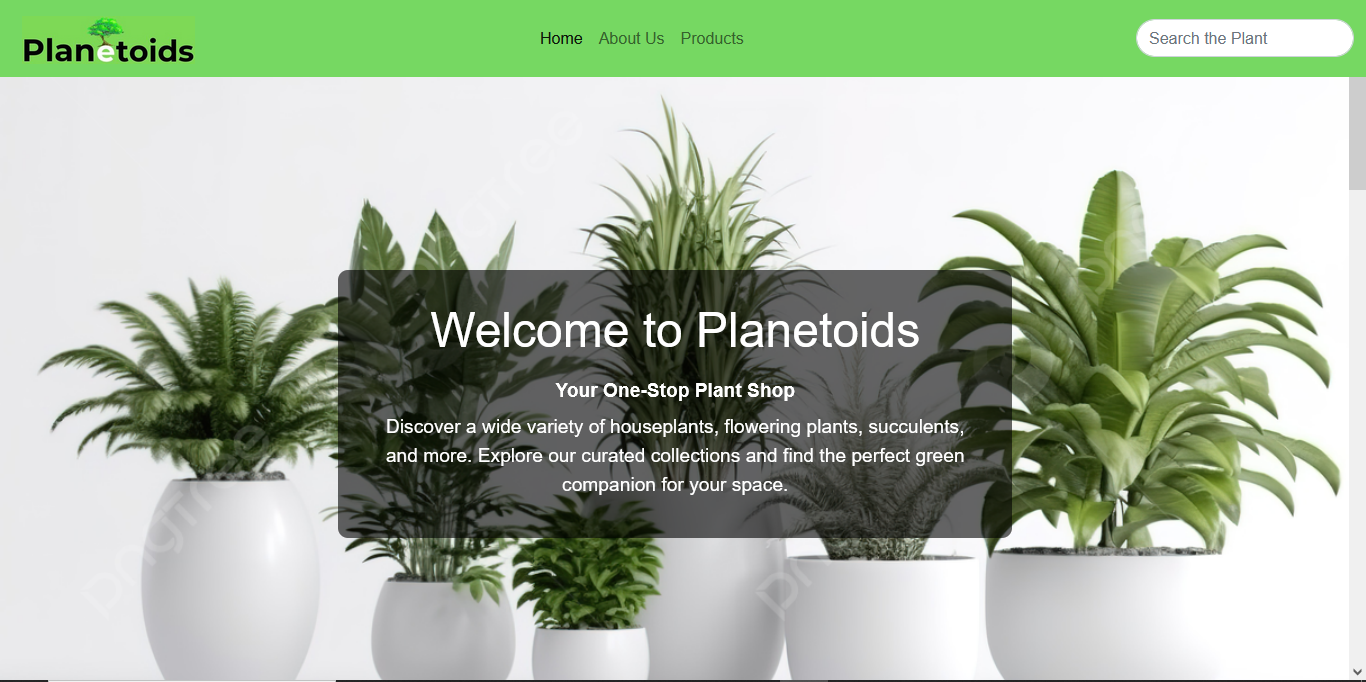 Planetoids
Home About Us Products
Search the Plant
pngtree
Welcome to Planetoids
Your One-Stop Plant Shop
Discover a wide variety of houseplants, flowering plants, succulents,
and more. Explore our curated collections and find the perfect green
companion for your space.
pngtree